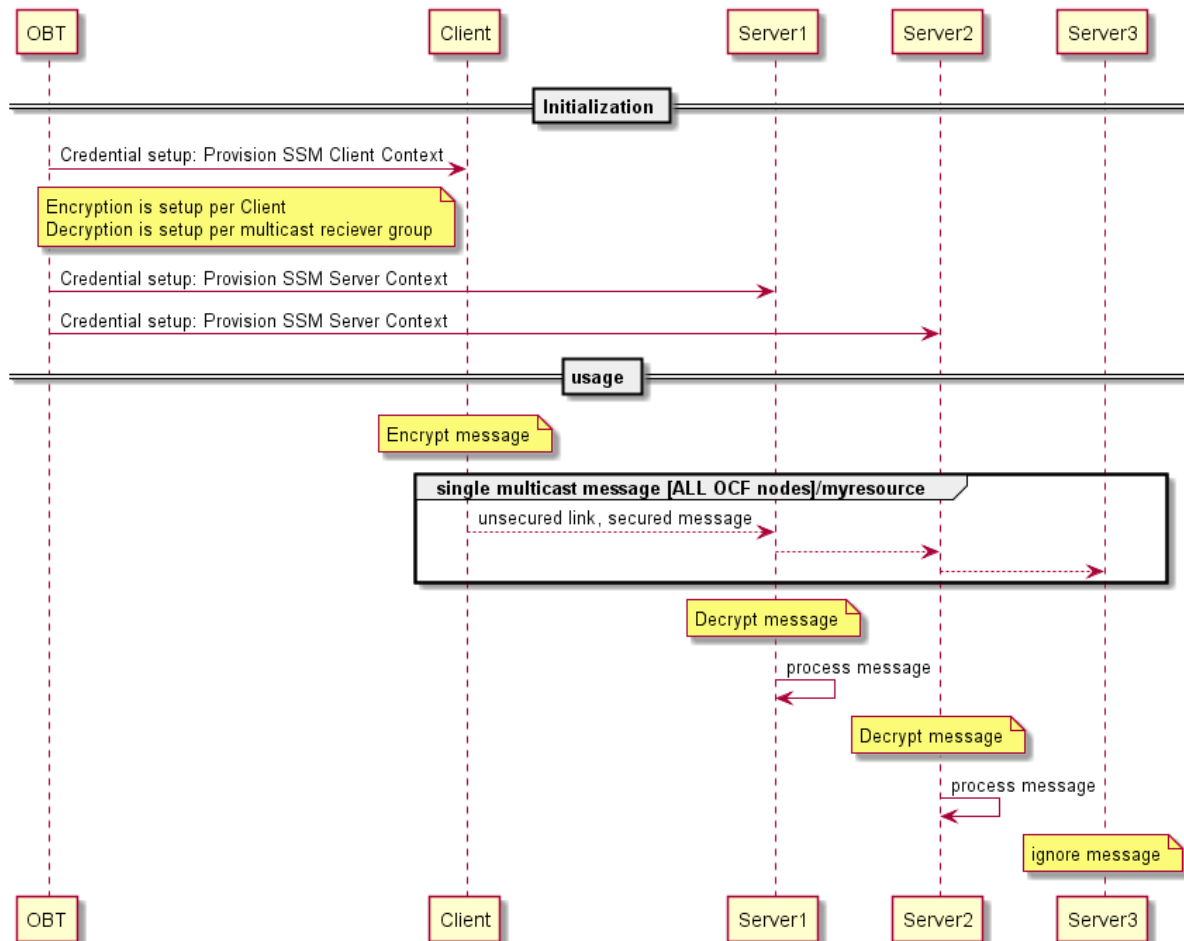 OBT
Client
Server1
Server2
Server3
Initialization
Credential setup: Provision SSM Client Context
Encryption is setup per Client
Decryption is setup per multicast reciever group
Credential setup: Provision SSM Server Context
Credential setup: Provision SSM Server Context
usage
Encrypt message
single multicast message [ALL OCF nodes]/myresource
unsecured link, secured message
Decrypt message
process message
Decrypt message
process message
ignore message
OBT
Client
Server1
Server2
Server3